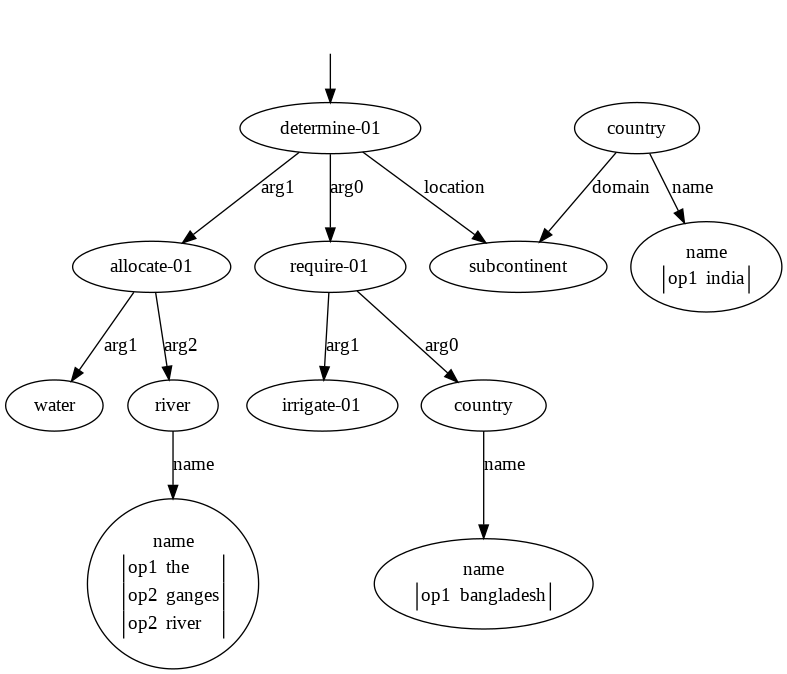 determine-01
country
arg1
arg0
location
domain
name
allocate-01
require-01
subcontinent
name
op1 india
arg1
arg2
arg1
arg0
water
river
irrigate-01
country
name
name
name
op1 the
op2 ganges
op2 river
name
op1 bangladesh